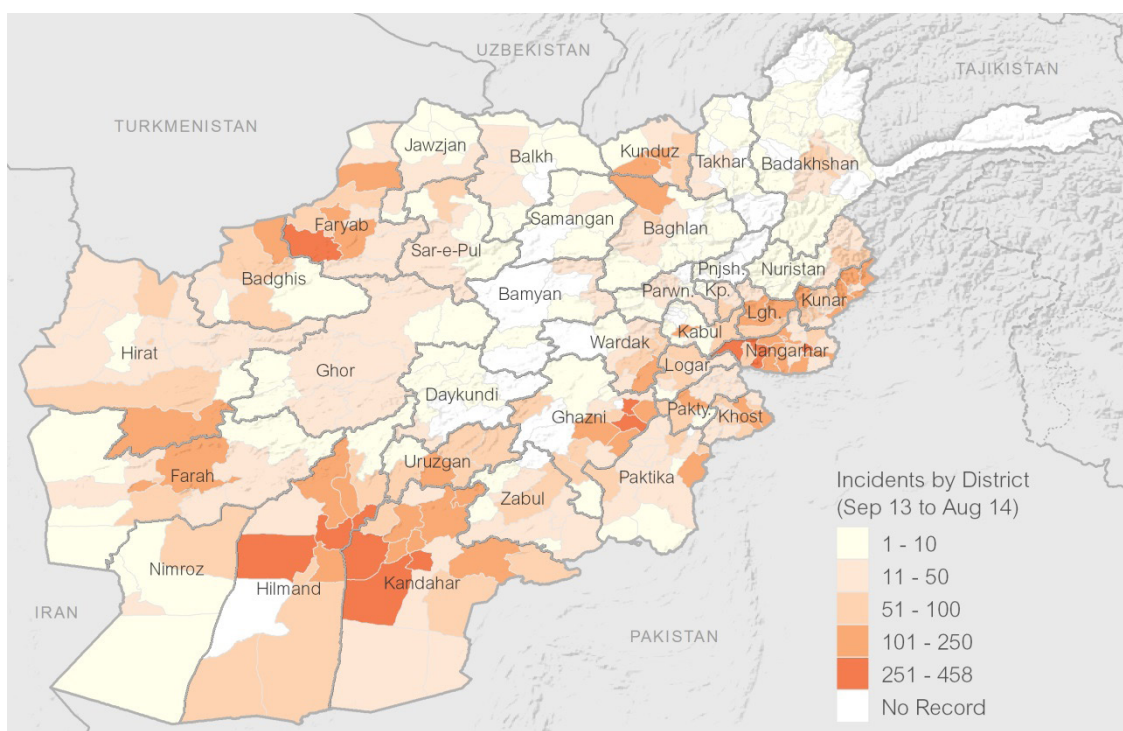 UZBEKISTAN
TAJIKISTAN
TURKMENISTAN
Jawzjan
Balkh
Kunduz
Takhar
Badakhshan
Faryab
Samangan
Baghlan
Sar-e-Pul
Badghis
Pnjsh.
Nuristan
Bamyan
Parwn.
Kp.
Kunar
Lgh.
Kabul
Hirat
Wardak
Nangarhar
Ghor
Logar
Daykundi
Ghazni
Pakty.
Khost
Uruzgan
Farah
Paktika
Zabul
Nimroz
Hilmand
Kandahar
IRAN
PAKISTAN
Incidents by District
(Sep 13 to Aug 14)
1 - 10
11 - 50
51 - 100
101 - 250
251 - 458
No Record